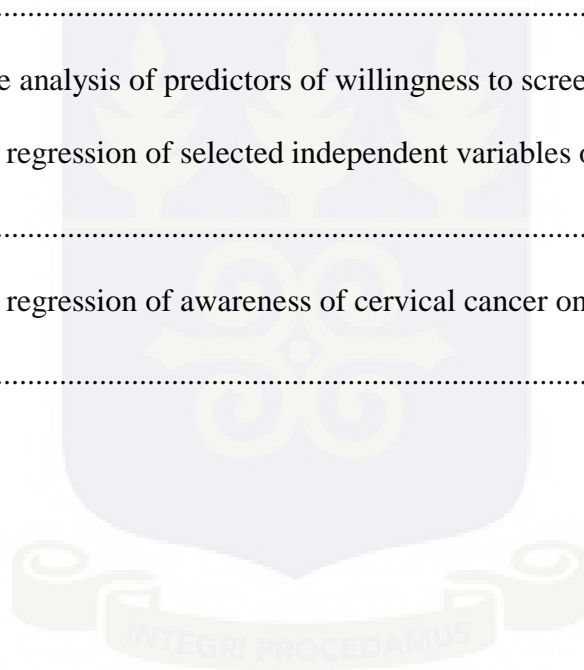 ................................................................................
e analysis of predictors of willingness to scree
regression of selected independent variables o
................................................................................
regression of awareness of cervical cancer on
................................................................................
INTEGRI PROCEDAMUS